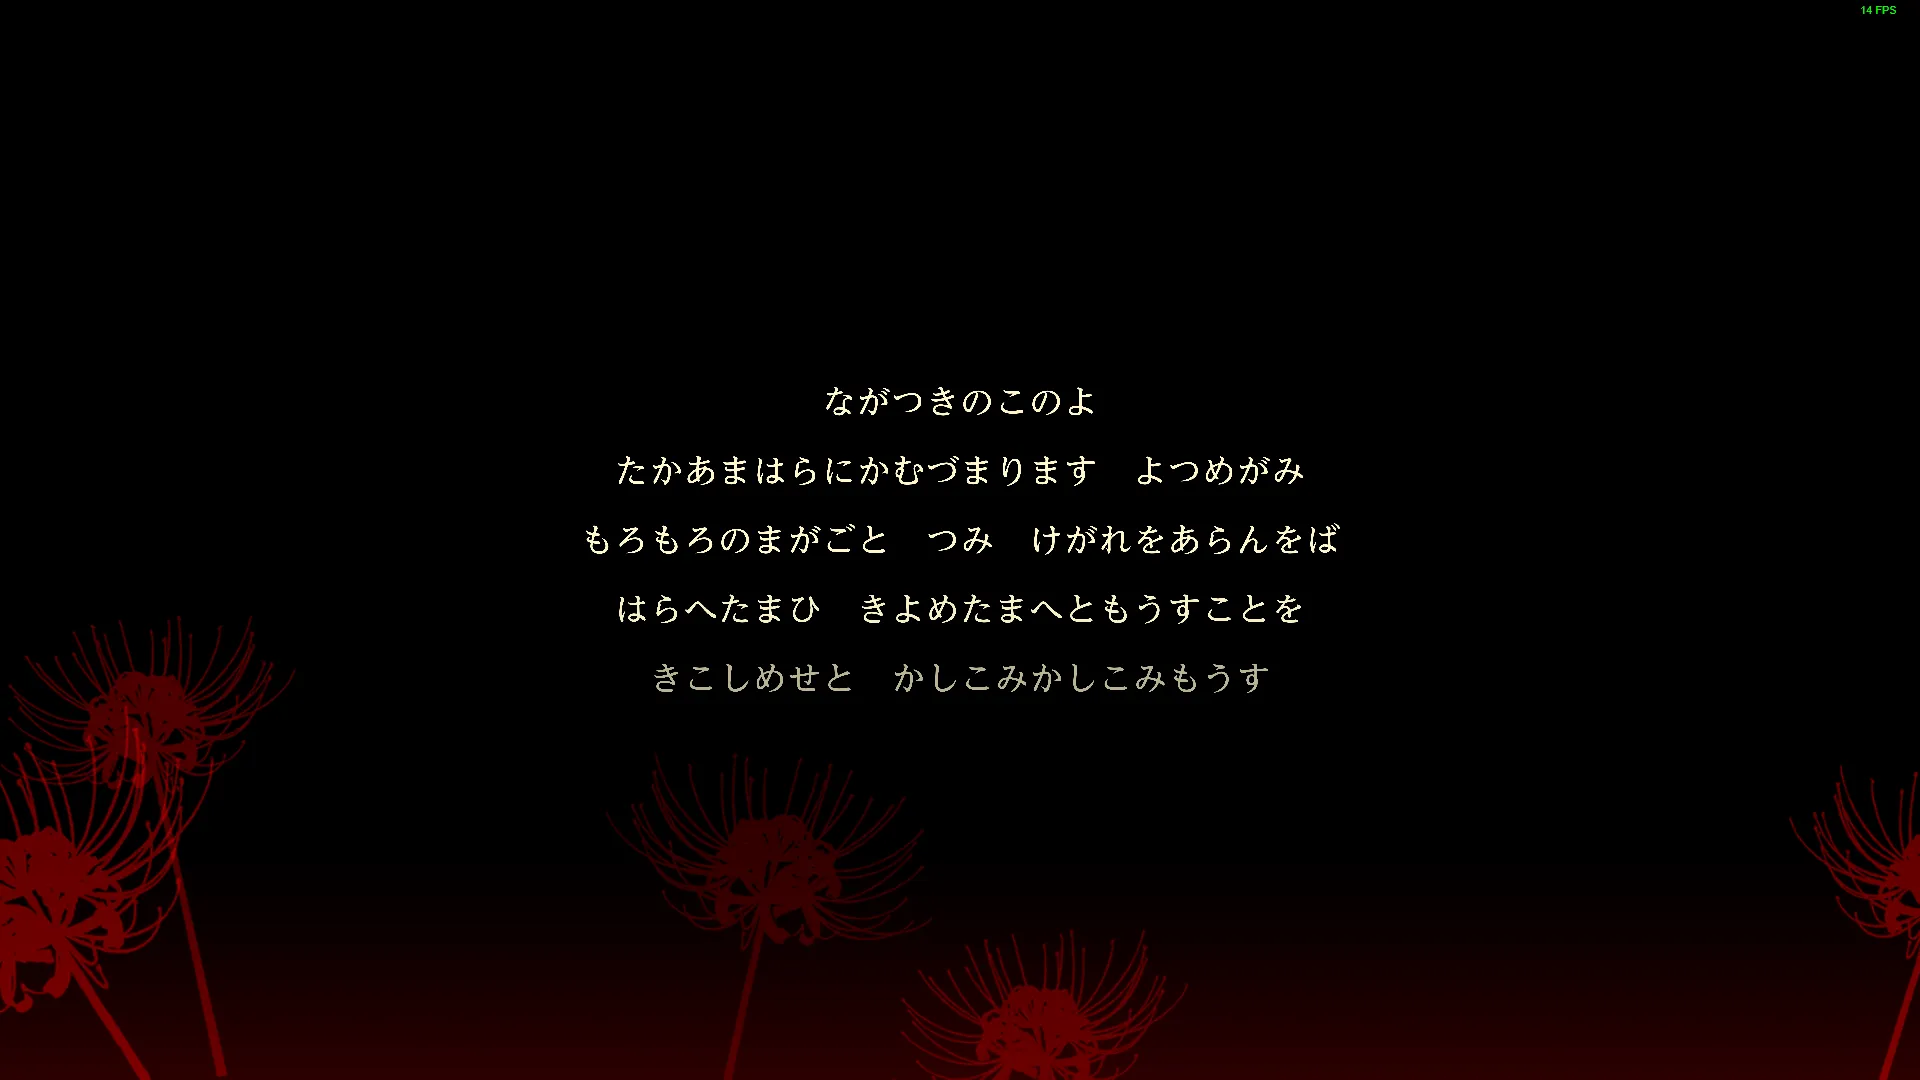 14 FPS
ながつきのこのよ
たかあまはらにかむづまります　よつめがみ
もろもろのまがごと　つみ　けがれをあらんをば
はらへたまひ　きよめたまへともうすことを
きこしめせと　かしこみかしこみもうす